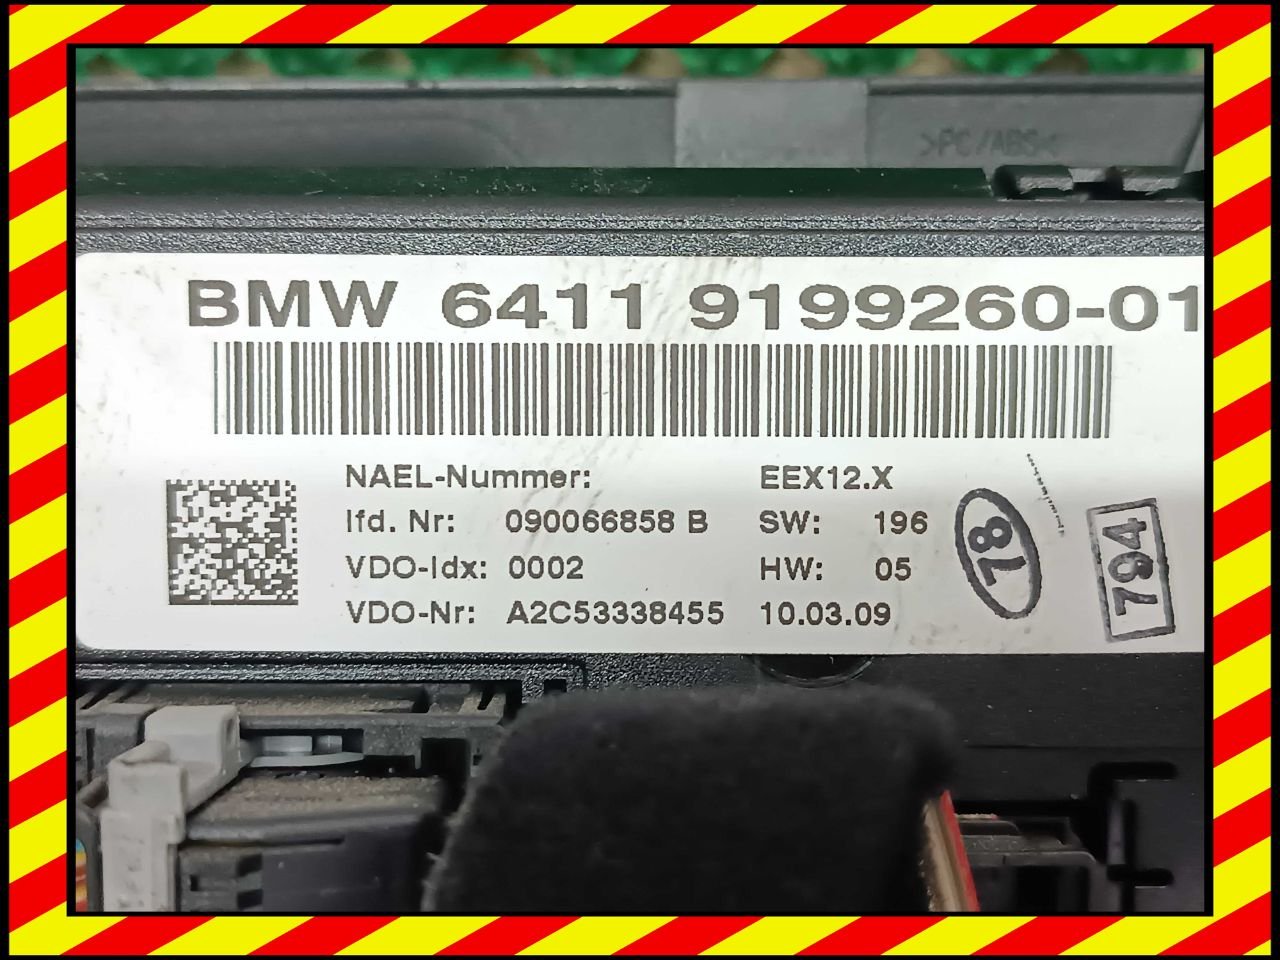 >PC/ABS<
BMW 6411 9199260-01
NAEL-Nummer: EEX12.X
lfd. Nr: 090066858 B SW: 196
VDO-Idx: 0002 HW: 05
VDO-Nr: A2C53338455 10.03.09
78
794